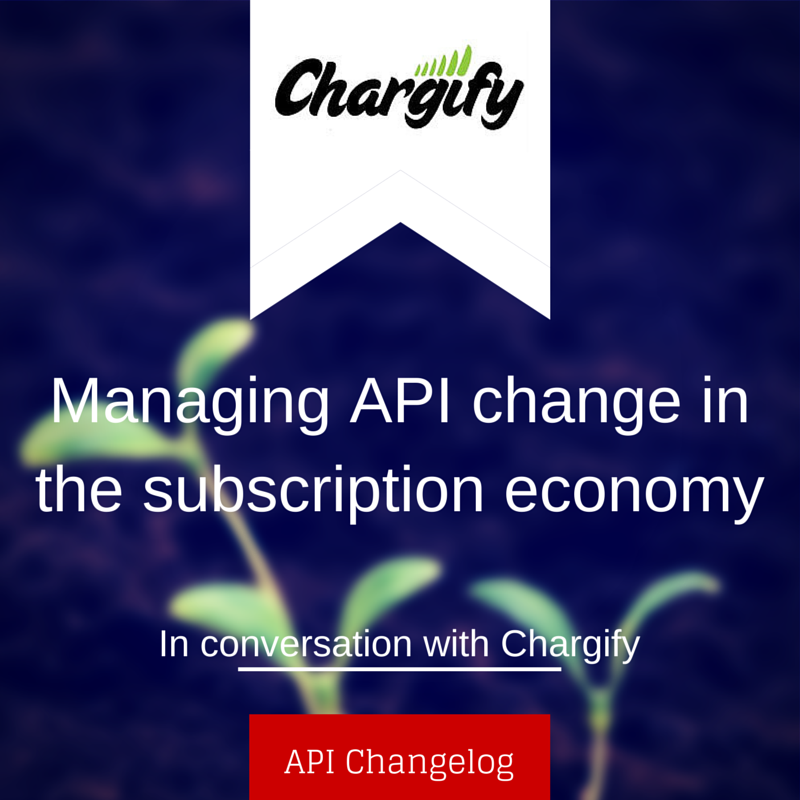 Chargify
Managing API change in
the subscription economy
In conversation with Chargify
API Changelog